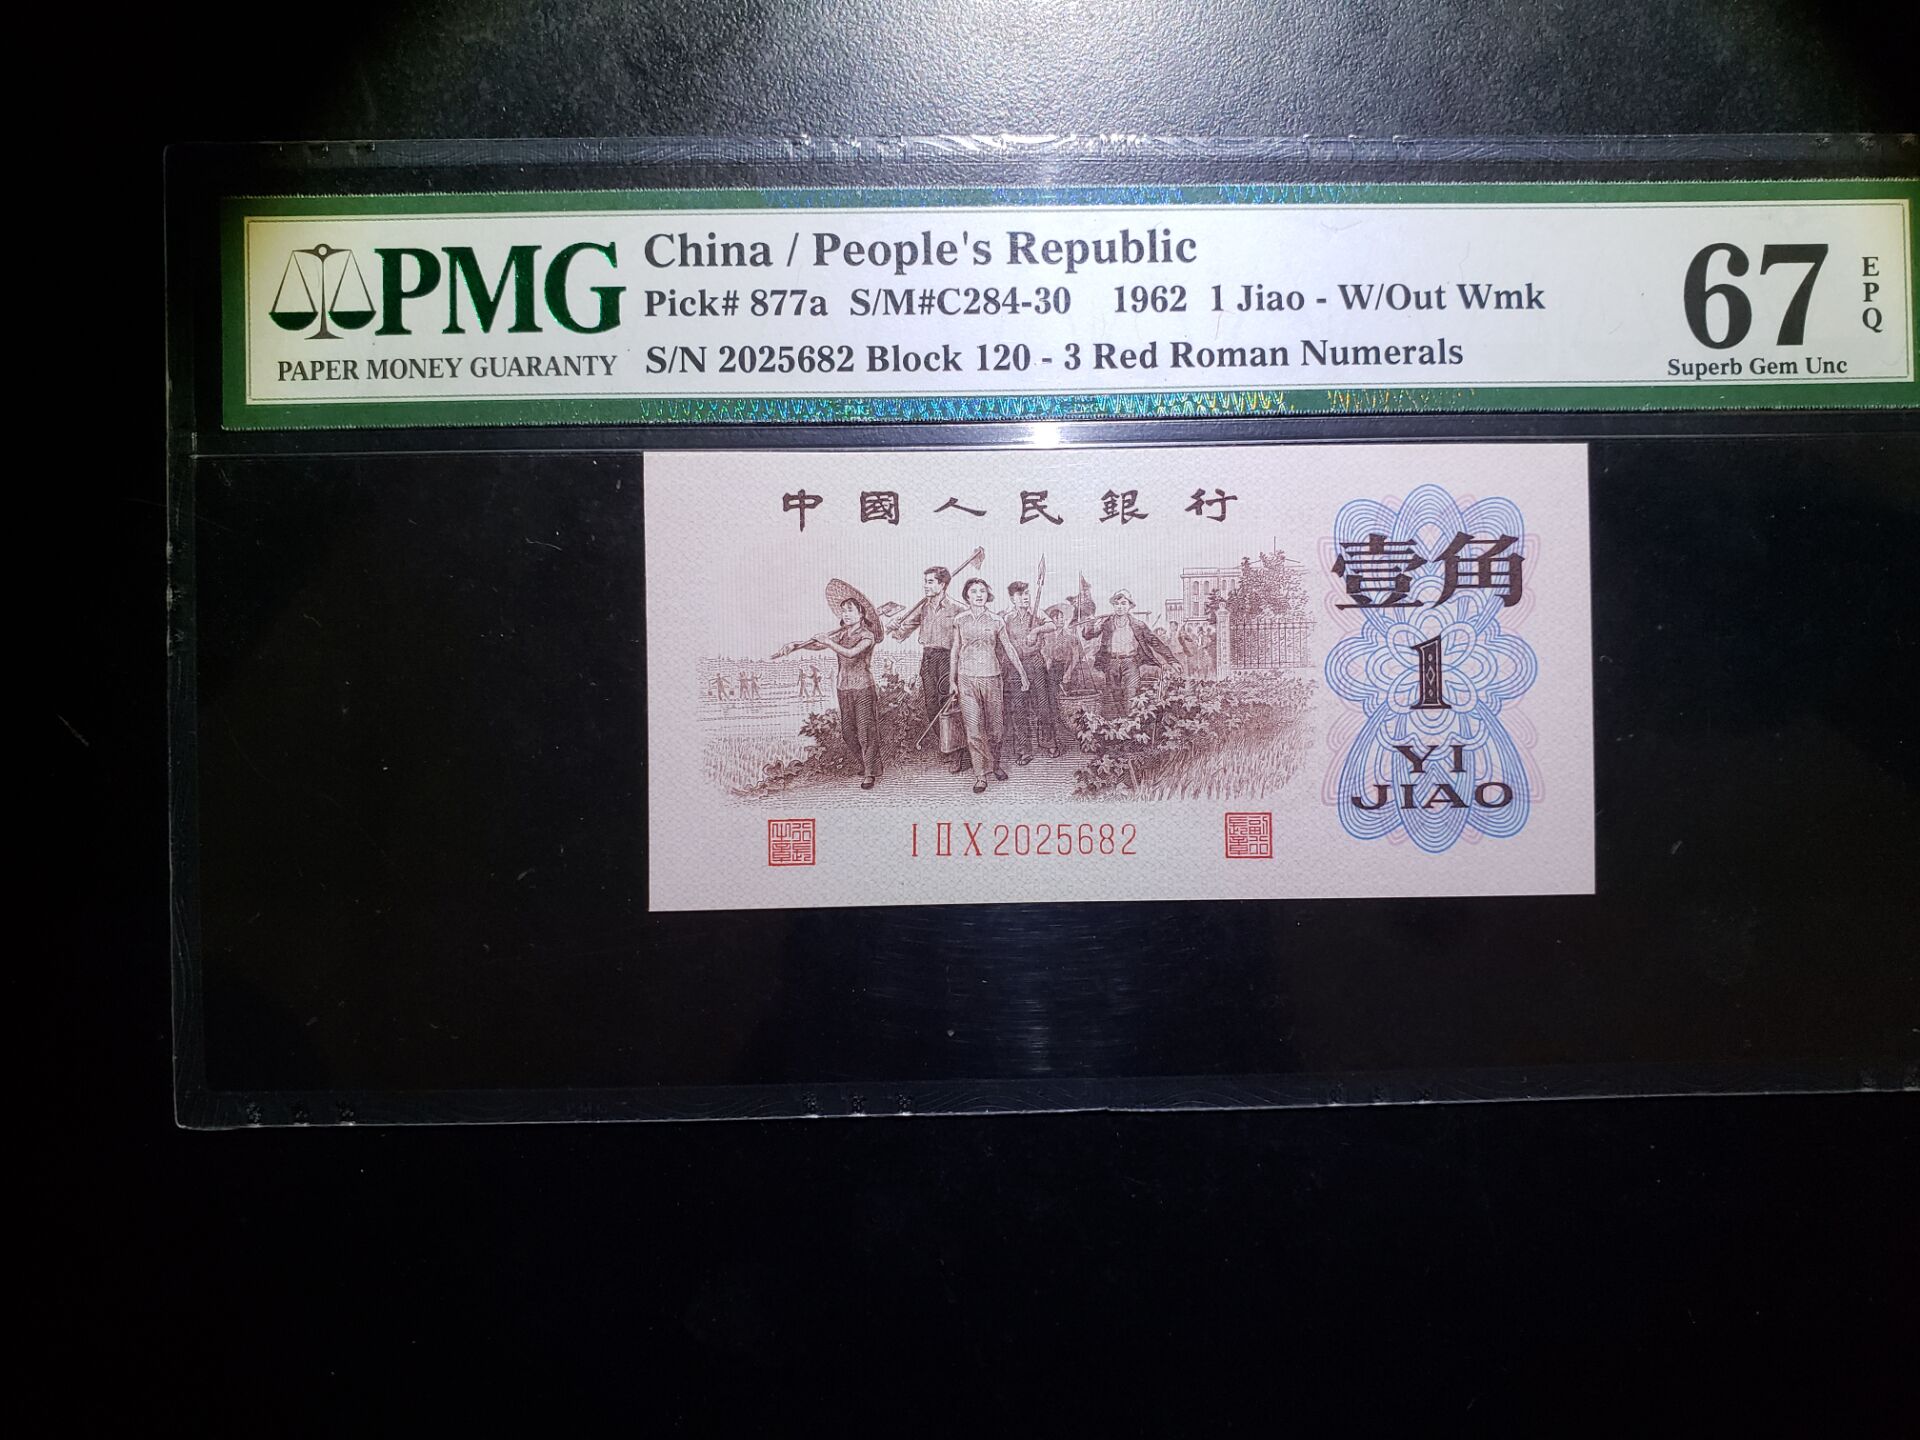 PMG
PAPER MONEY GUARANTY
China / People's Republic
Pick# 877a S/M#C284-30 1962 1 Jiao - W/Out Wmk
S/N 2025682 Block 120 - 3 Red Roman Numerals
67
EPQ
Superb Gem Unc
中國人民銀行
壹角
1
YI
JIAO
I II X 2025682